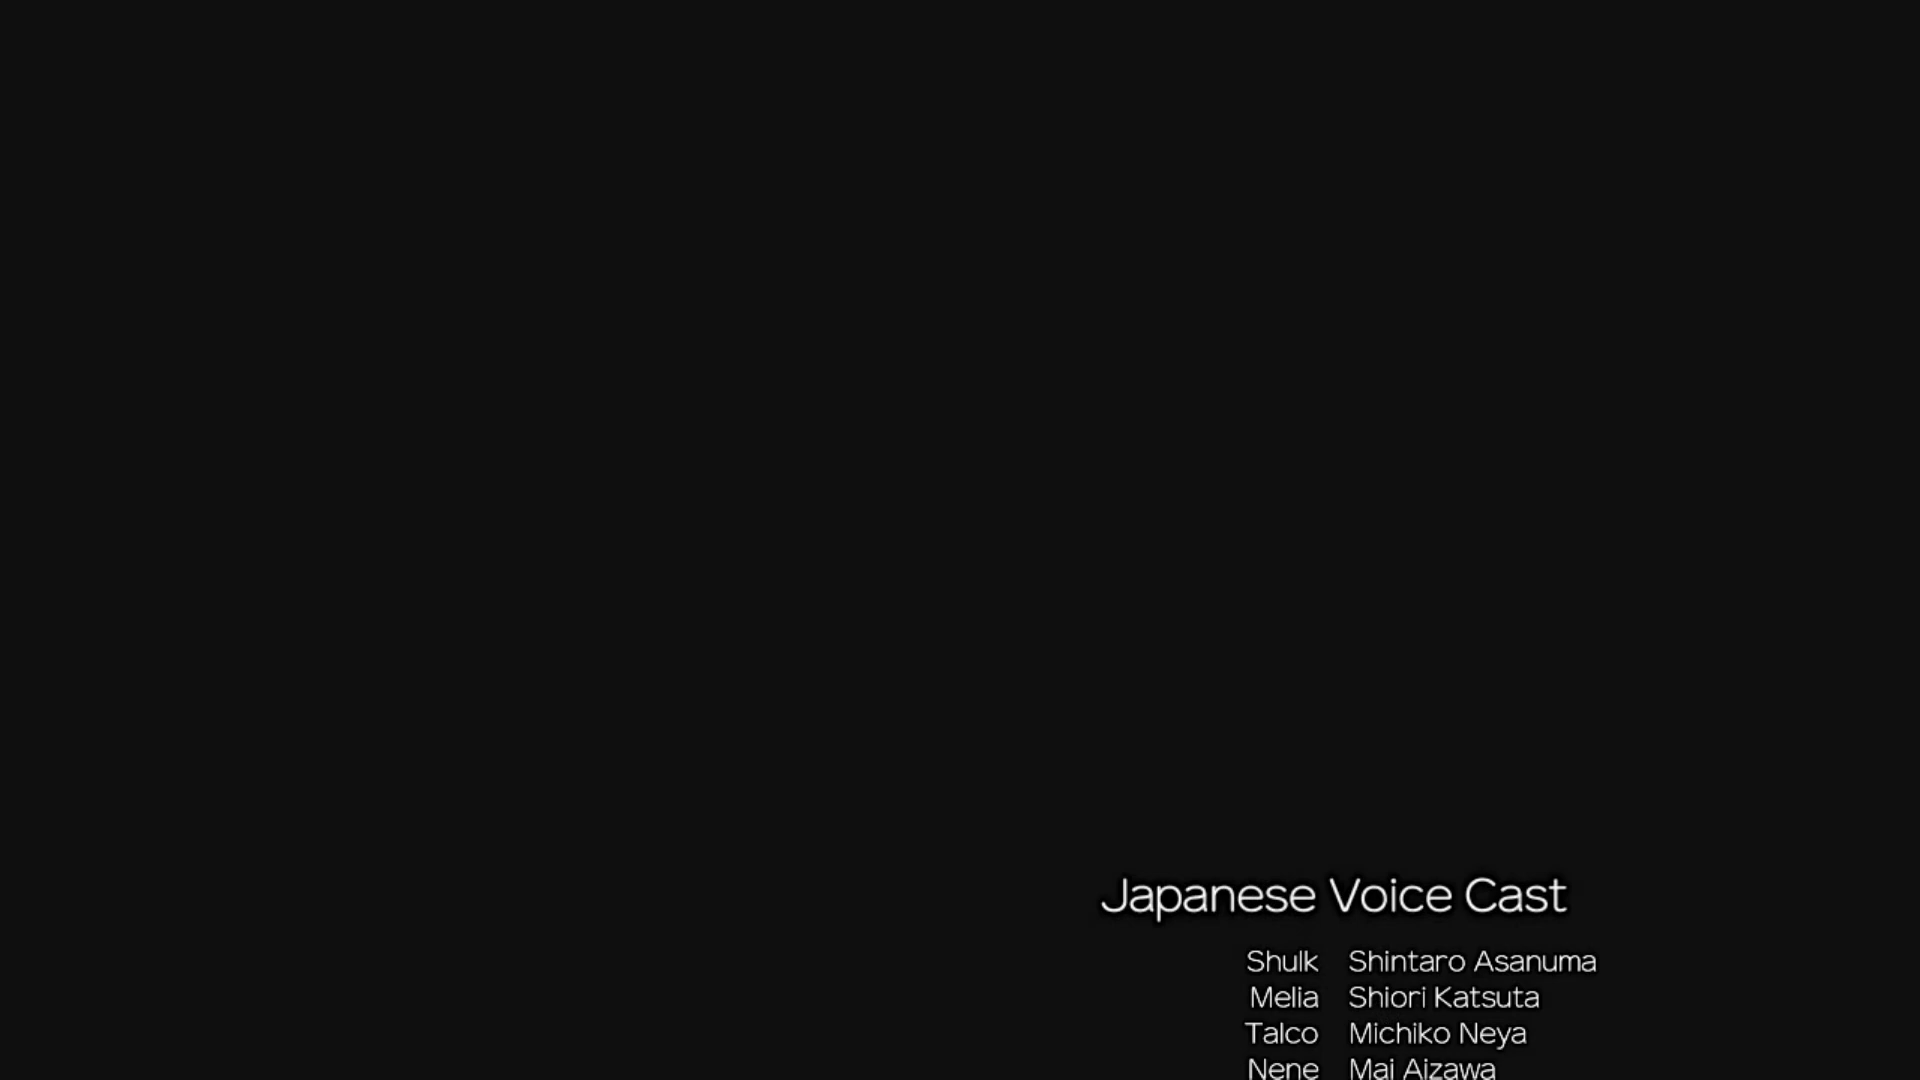 Japanese Voice Cast
Shulk Shintaro Asanuma
Melia Shiori Katsuta
Talco Michiko Neya
Nene Mai Aizawa